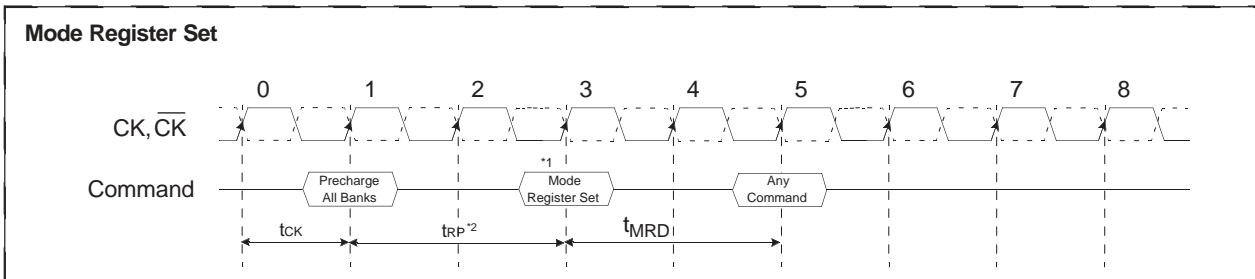 Mode Register Set
0 1 2 3 4 5 6 7 8
CK, C̅K̅
*1
Command
Precharge All Banks
Mode Register Set
Any Command
tCK
tRP*2
tMRD